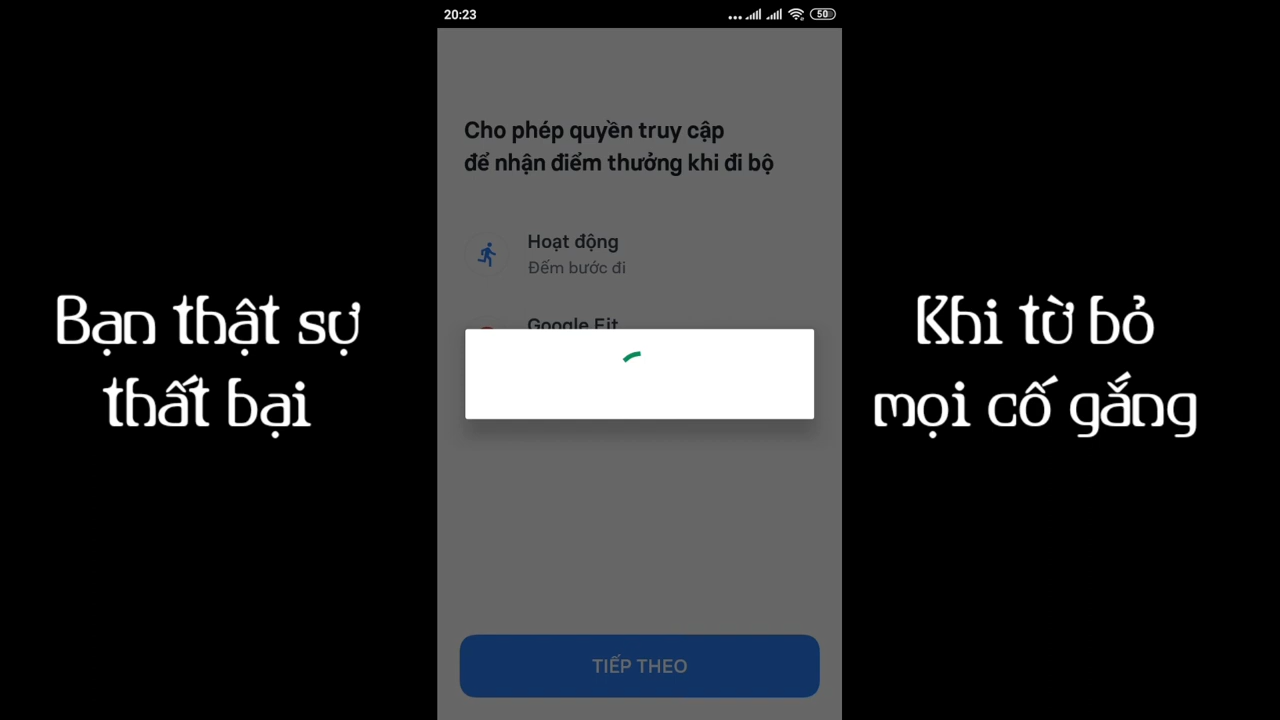 20:23
50
Cho phép quyền truy cập
để nhận điểm thưởng khi đi bộ
Hoạt động
Đếm bước đi
Google Fit
TIẾP THEO
Bạn thật sự
thất bại
Khi từ bỏ
mọi cố gắng